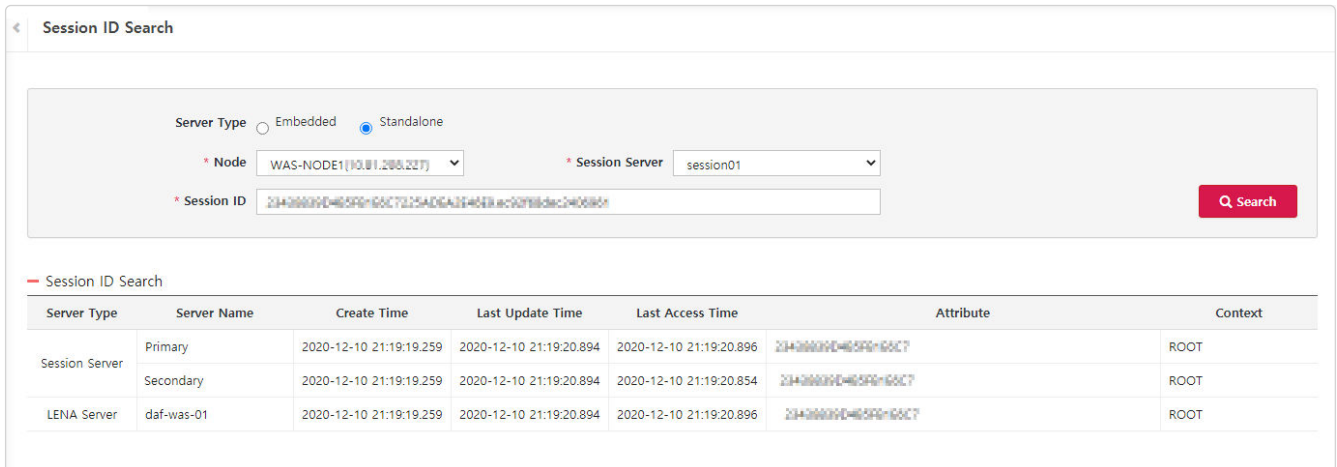 Session ID Search
Server Type Embedded Standalone
* Node WAS-NODE1 * Session Server session01
* Session ID
Search
Session ID Search
Server Type Server Name Create Time Last Update Time Last Access Time Attribute Context
Session Server Primary 2020-12-10 21:19:19.259 2020-12-10 21:19:20.894 2020-12-10 21:19:20.896 ROOT
Secondary 2020-12-10 21:19:19.259 2020-12-10 21:19:20.894 2020-12-10 21:19:20.854 ROOT
LENA Server daf-was-01 2020-12-10 21:19:19.259 2020-12-10 21:19:20.894 2020-12-10 21:19:20.896 ROOT